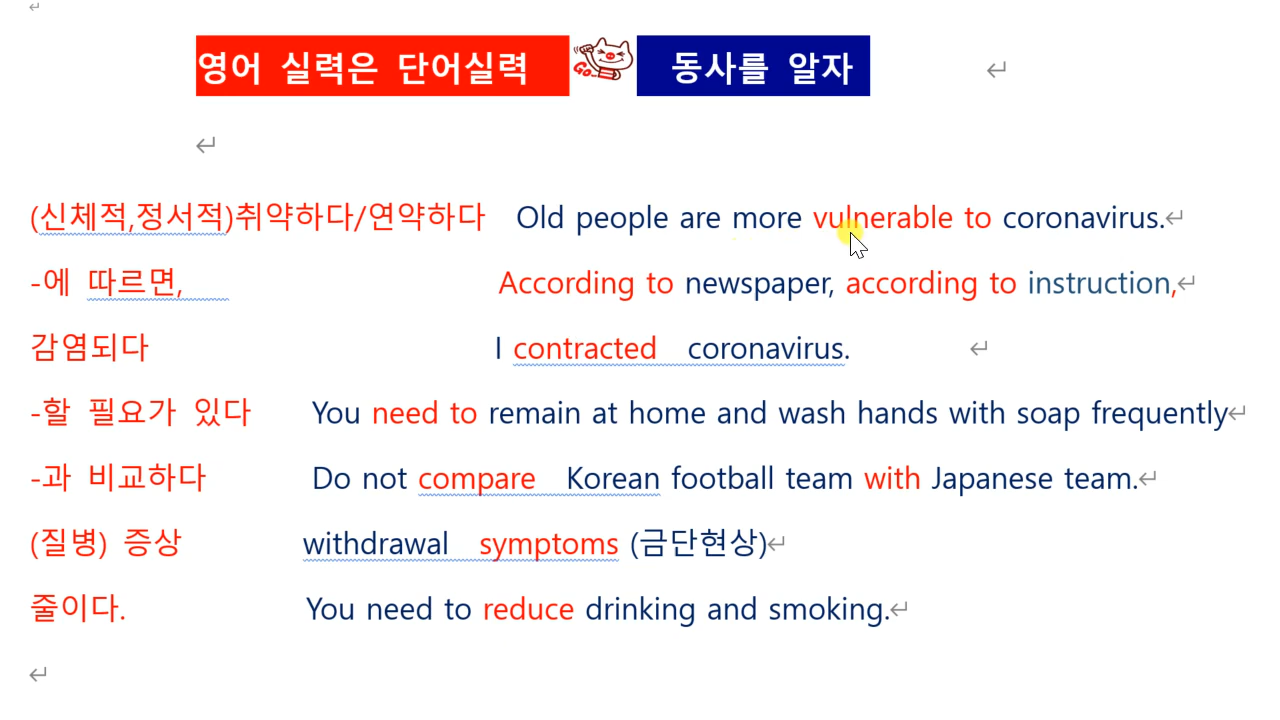 영어 실력은 단어실력 Go 동사를 알자
(신체적,정서적)취약하다/연약하다 Old people are more vulnerable to coronavirus.
-에 따르면, According to newspaper, according to instruction,
감염되다 I contracted coronavirus.
-할 필요가 있다 You need to remain at home and wash hands with soap frequently
-과 비교하다 Do not compare Korean football team with Japanese team.
(질병) 증상 withdrawal symptoms (금단현상)
줄이다. You need to reduce drinking and smoking.